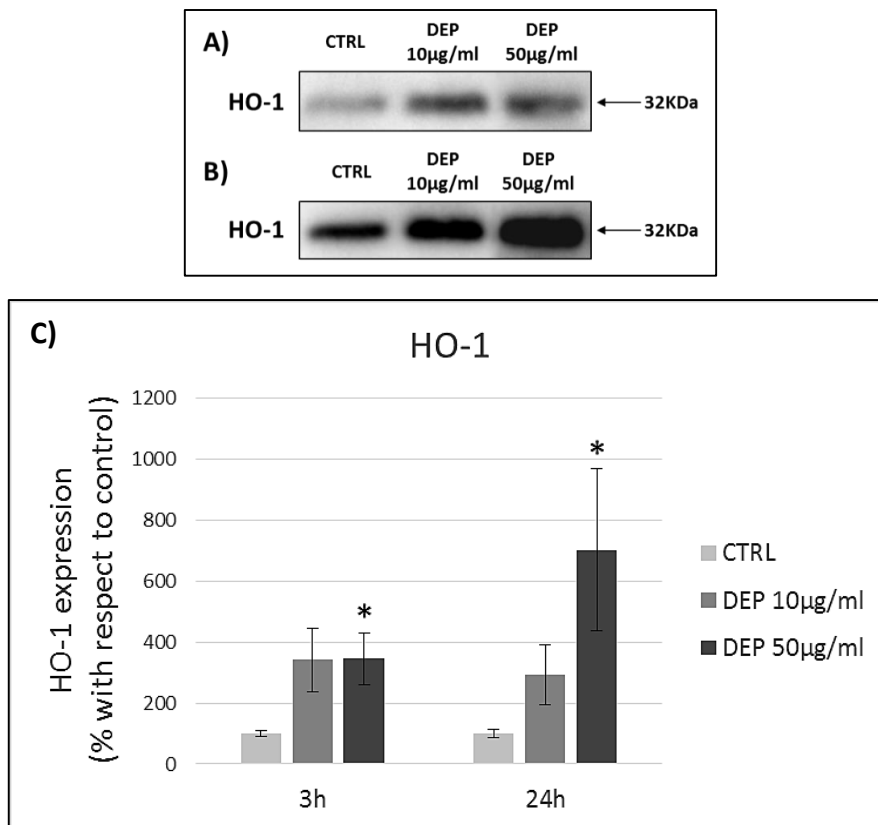 A)
CTRL
DEP
10µg/ml
DEP
50µg/ml
HO-1
32KDa
B)
CTRL
DEP
10µg/ml
DEP
50µg/ml
HO-1
32KDa
C)
HO-1
HO-1 expression
(% with respect to control)
1200
1000
800
600
400
200
0
*
*
3h
24h
CTRL
DEP 10µg/ml
DEP 50µg/ml